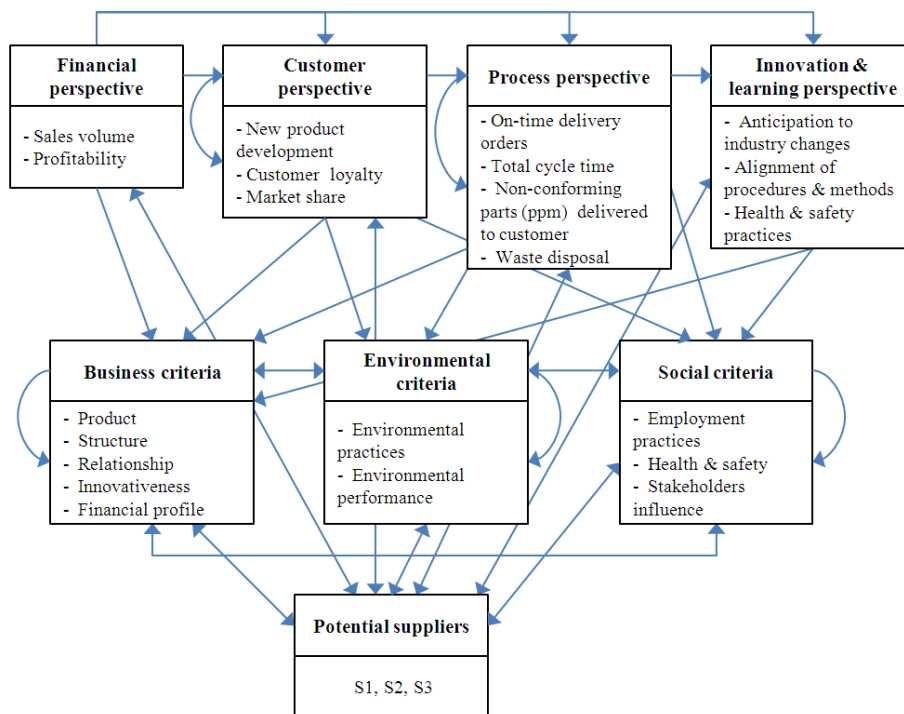 Financial
perspective
- Sales volume
- Profitability
Customer
perspective
- New product
development
- Customer loyalty
- Market share
Process perspective
- On-time delivery
orders
- Total cycle time
- Non-conforming
parts (ppm) delivered
to customer
- Waste disposal
Innovation &
learning perspective
- Anticipation to
industry changes
- Alignment of
procedures & methods
- Health & safety
practices
Business criteria
- Product
- Structure
- Relationship
- Innovativeness
- Financial profile
Environmental
criteria
- Environmental
practices
- Environmental
performance
Social criteria
- Employment
practices
- Health & safety
- Stakeholders
influence
Potential suppliers
S1, S2, S3